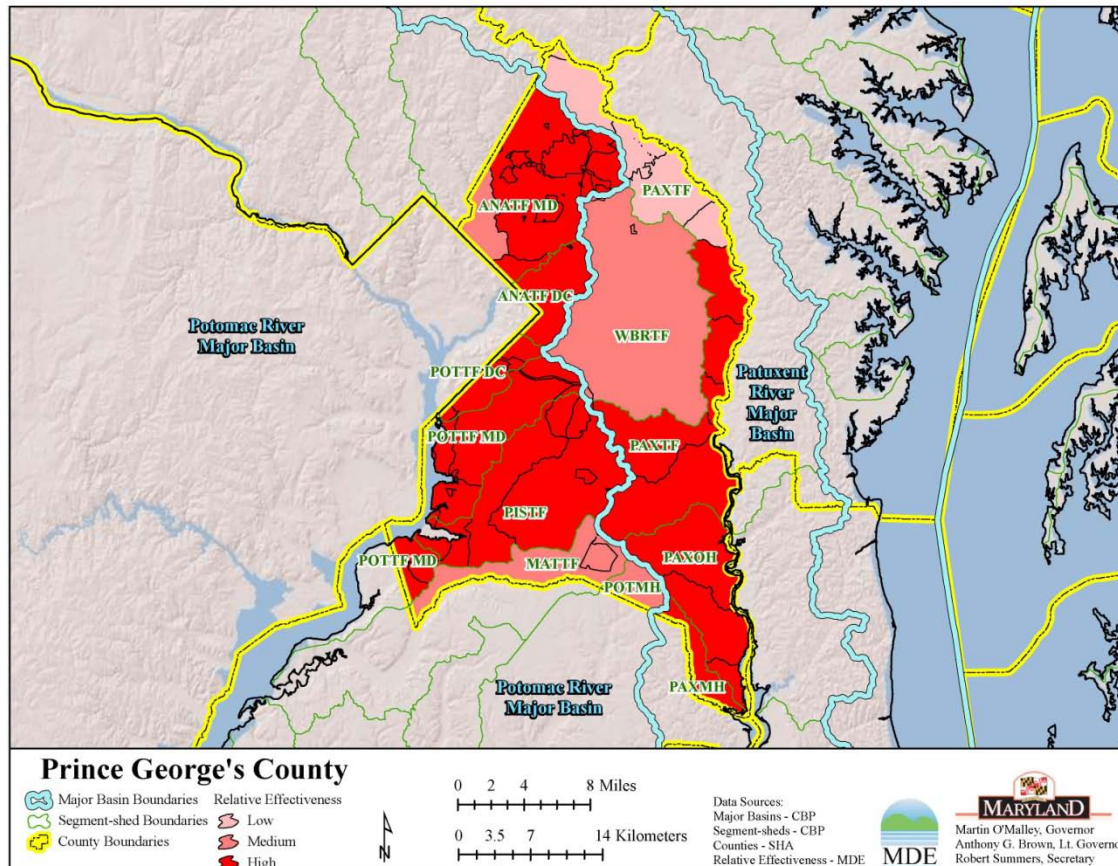 PAXTF
ANATF MD
ANATF DC
Potomac River
Major Basin
WBRTF
POTTF DC
Patuxent
River
Major
Basin
POTTF MD
PAXTF
PISTF
POTTF MD
MATTF
PAXOH
POTMH
Potomac River
Major Basin
PAXMH
Prince George's County
Major Basin Boundaries
Segment-shed Boundaries
County Boundaries
Relative Effectiveness
Low
Medium
High
0 2 4 8 Miles
0 3.5 7 14 Kilometers
N
Data Sources:
Major Basins - CBP
Segment-sheds - CBP
Counties - SHA
Relative Effectiveness - MDE
MDE
MARYLAND
Martin O'Malley, Governor
Anthony G. Brown, Lt. Governo
Robert Summers, Secretary